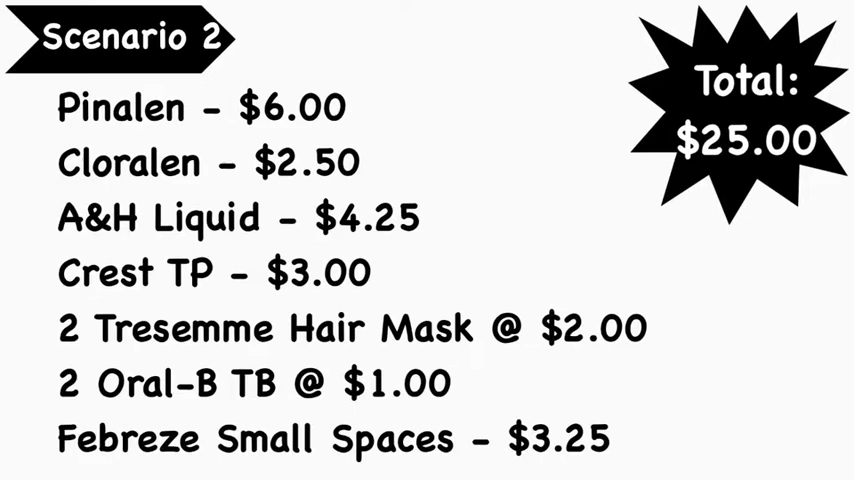 Scenario 2
Total:
$25.00
Pinalen - $6.00
Cloralen - $2.50
A&H Liquid - $4.25
Crest TP - $3.00
2 Tresemme Hair Mask @ $2.00
2 Oral-B TB @ $1.00
Febreze Small Spaces - $3.25